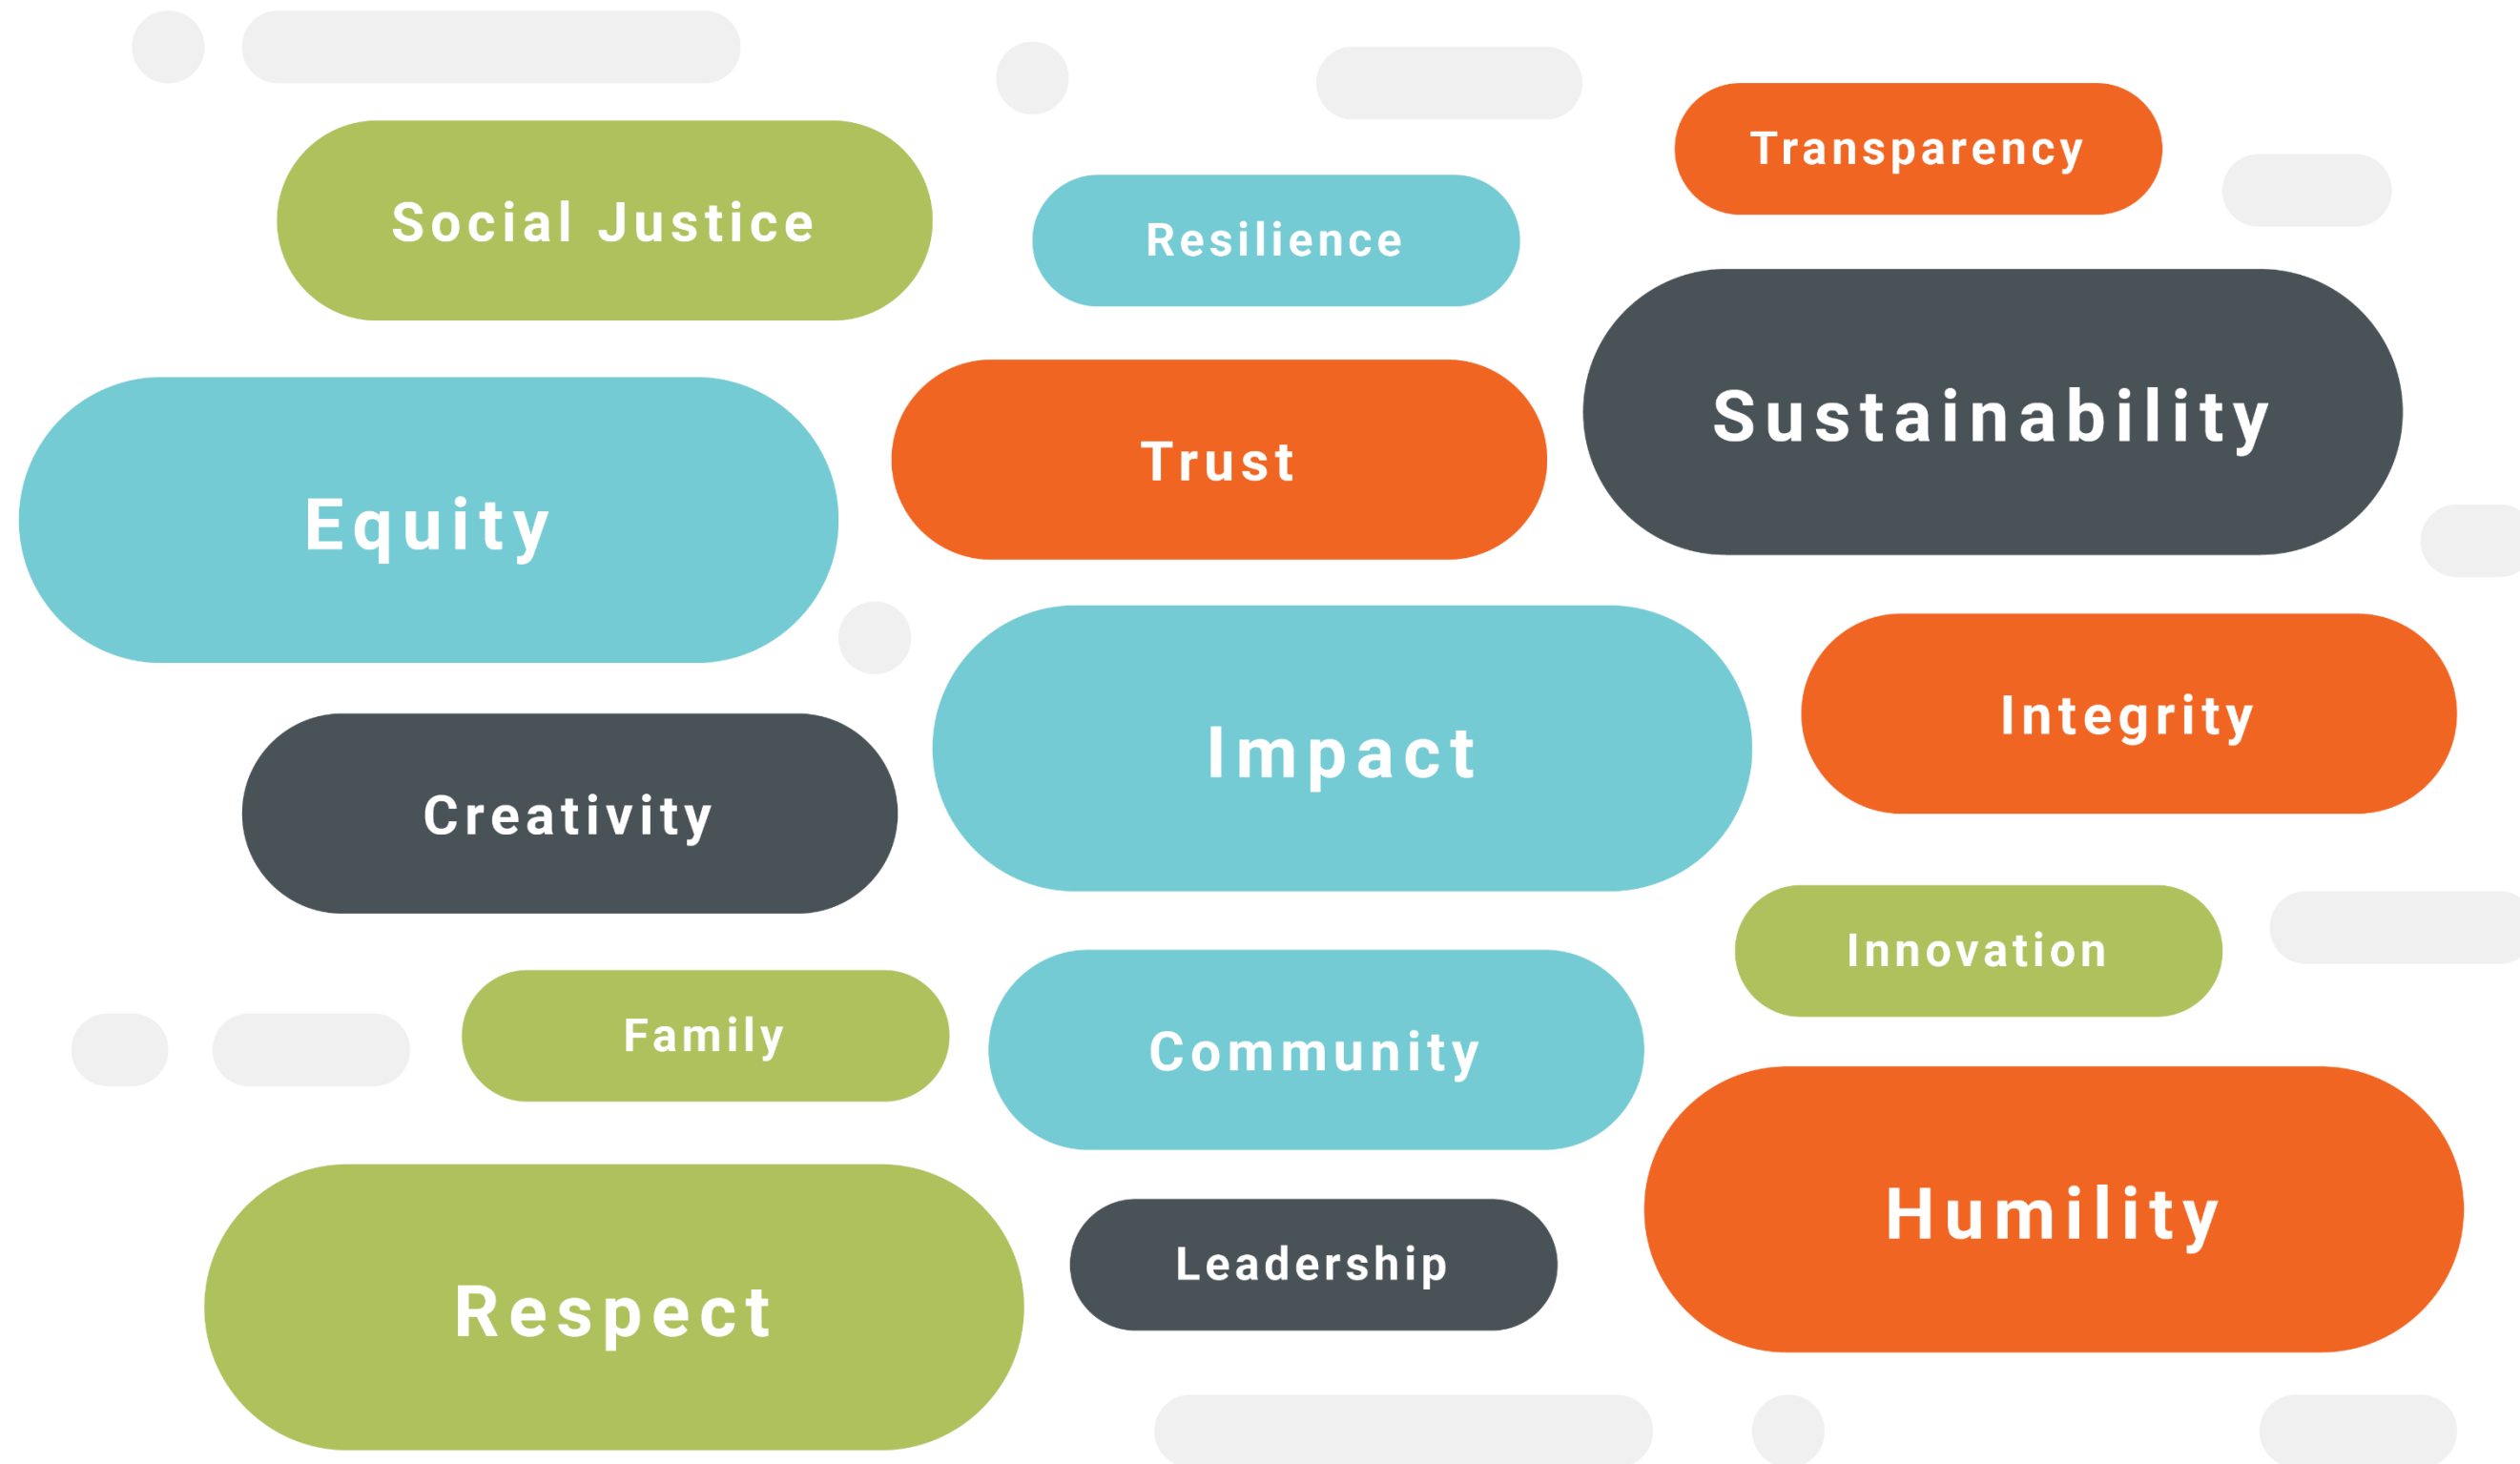 Transparency
Social Justice
Resilience
Sustainability
Trust
Equity
Integrity
Impact
Creativity
Innovation
Family
Community
Humility
Leadership
Respect